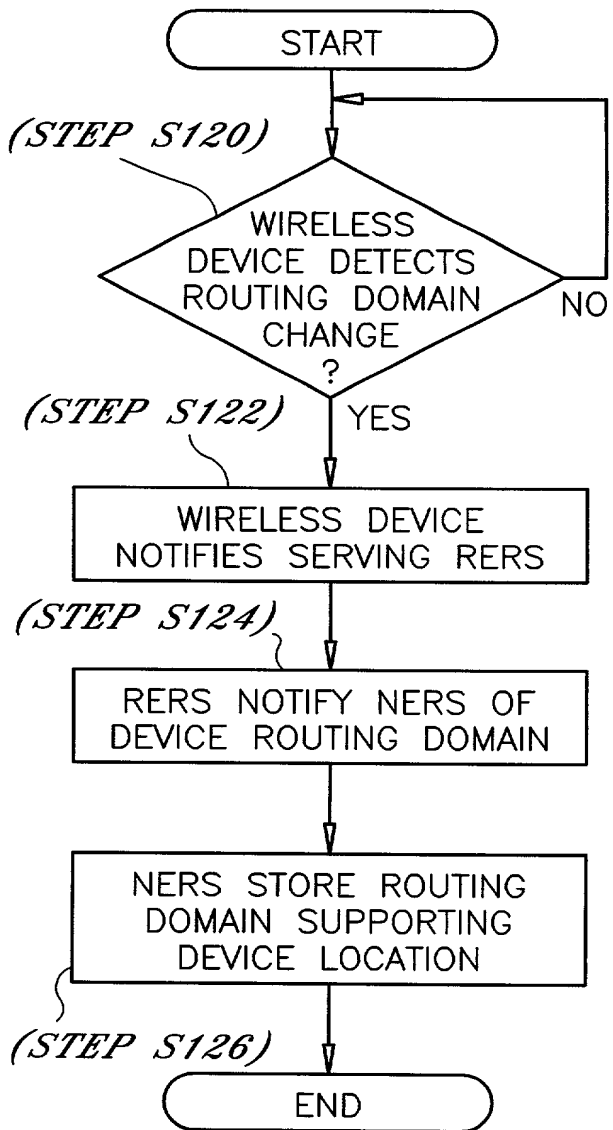 START
(STEP S120)
WIRELESS
DEVICE DETECTS
ROUTING DOMAIN
CHANGE
?
NO
(STEP S122)
YES
WIRELESS DEVICE
NOTIFIES SERVING RERS
(STEP S124)
RERS NOTIFY NERS OF
DEVICE ROUTING DOMAIN
NERS STORE ROUTING
DOMAIN SUPPORTING
DEVICE LOCATION
(STEP S126)
END